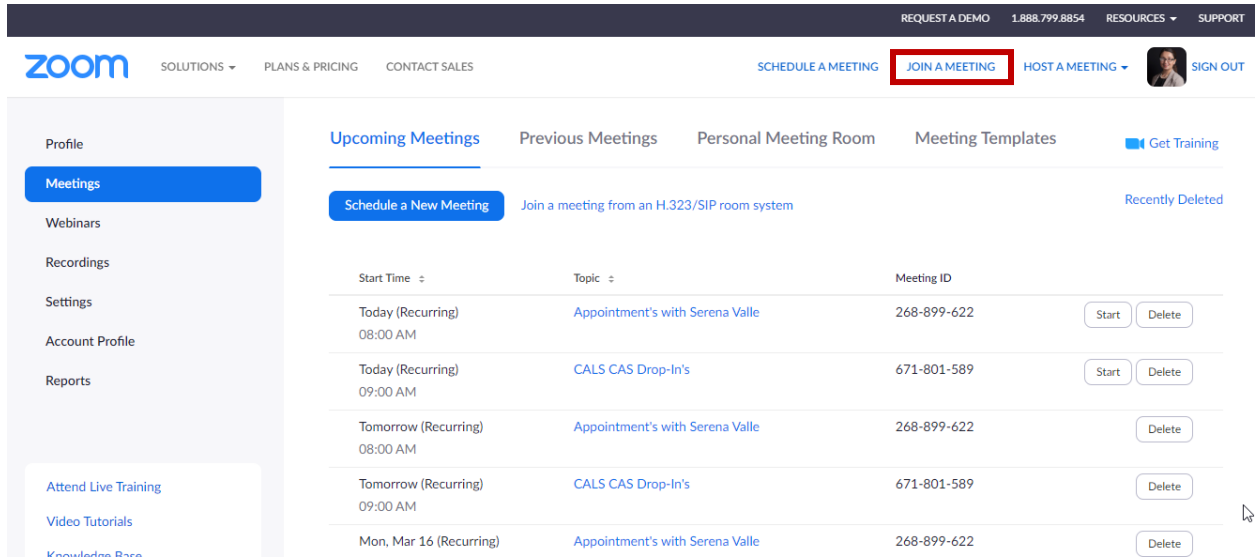 REQUEST A DEMO 1.888.799.8854 RESOURCES SUPPORT
zoom SOLUTIONS PLANS & PRICING CONTACT SALES SCHEDULE A MEETING JOIN A MEETING HOST A MEETING SIGN OUT
Profile
Meetings
Webinars
Recordings
Settings
Account Profile
Reports
Attend Live Training
Video Tutorials
Knowledge Base
Upcoming Meetings Previous Meetings Personal Meeting Room Meeting Templates Get Training
Schedule a New Meeting Join a meeting from an H.323/SIP room system Recently Deleted
Start Time Topic Meeting ID
Today (Recurring) Appointment's with Serena Valle 268-899-622 Start Delete
08:00 AM
Today (Recurring) CALS CAS Drop-In's 671-801-589 Start Delete
09:00 AM
Tomorrow (Recurring) Appointment's with Serena Valle 268-899-622 Delete
08:00 AM
Tomorrow (Recurring) CALS CAS Drop-In's 671-801-589 Delete
09:00 AM
Mon, Mar 16 (Recurring) Appointment's with Serena Valle 268-899-622 Delete